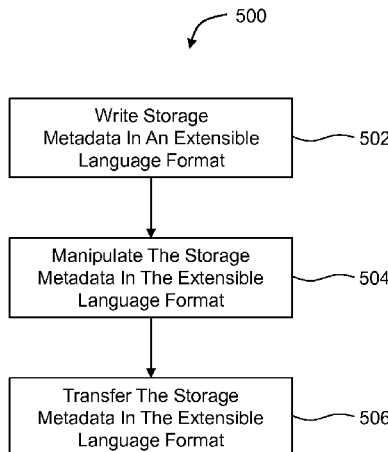 500
Write Storage
Metadata In An Extensible
Language Format
502
Manipulate The Storage
Metadata In The Extensible
Language Format
504
Transfer The Storage
Metadata In The Extensible
Language Format
506